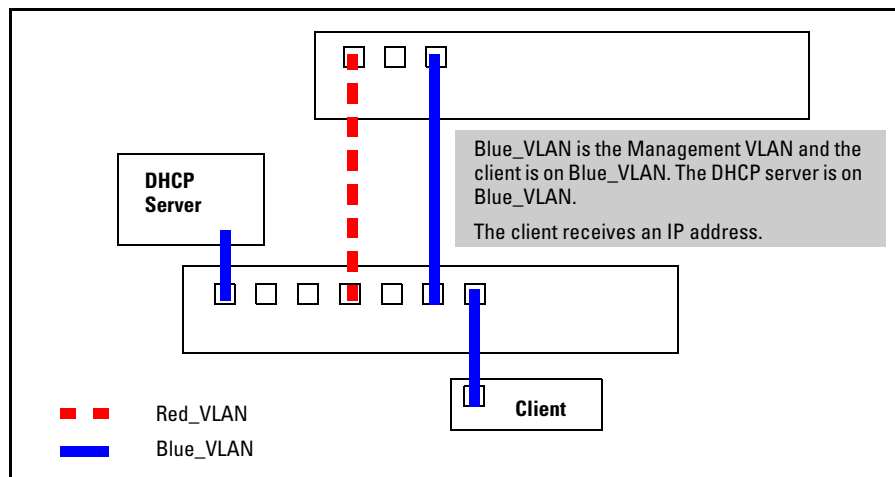 Blue_VLAN is the Management VLAN and the
client is on Blue_VLAN. The DHCP server is on
Blue_VLAN.
The client receives an IP address.
DHCP
Server
Client
Red_VLAN
Blue_VLAN